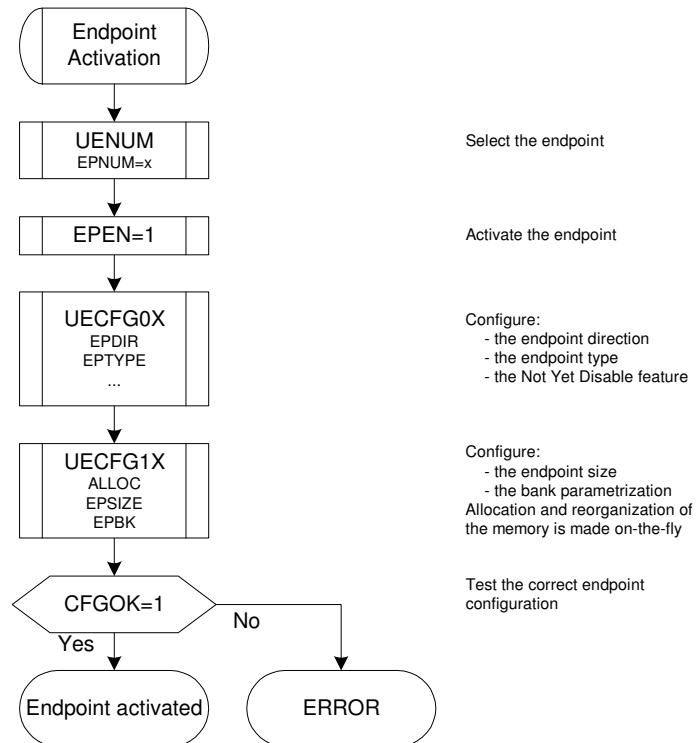 Endpoint
Activation
UENUM
EPNUM=x
Select the endpoint
EPEN=1
Activate the endpoint
UECFG0X
EPDIR
EPTYPE
...
Configure:
- the endpoint direction
- the endpoint type
- the Not Yet Disable feature
UECFG1X
ALLOC
EPSIZE
EPBK
Configure:
- the endpoint size
- the bank parametrization
Allocation and reorganization of
the memory is made on-the-fly
CFGOK=1
Test the correct endpoint
configuration
No
Yes
Endpoint activated
ERROR